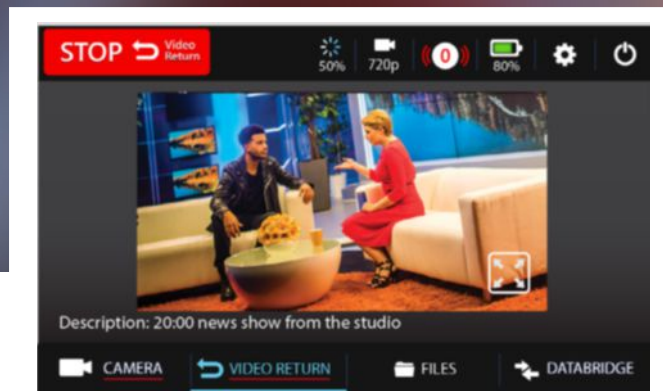 STOP Video Return
50% 720p 0 80%
Description: 20:00 news show from the studio
CAMERA VIDEO RETURN FILES DATABRIDGE